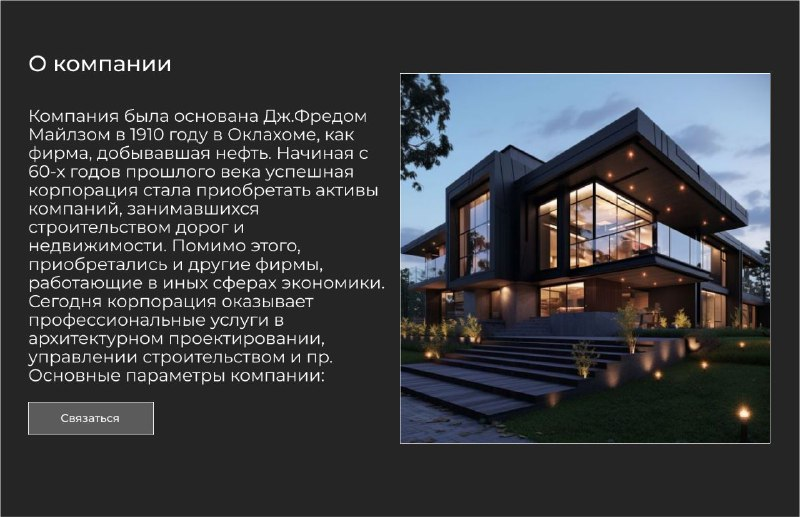 О компании
Компания была основана Дж.Фредом
Майлзом в 1910 году в Оклахоме, как
фирма, добывавшая нефть. Начиная с
60-х годов прошлого века успешная
корпорация стала приобретать активы
компаний, занимавшихся
строительством дорог и
недвижимости. Помимо этого,
приобретались и другие фирмы,
работающие в иных сферах экономики.
Сегодня корпорация оказывает
профессиональные услуги в
архитектурном проектировании,
управлении строительством и пр.
Основные параметры компании:
Связаться